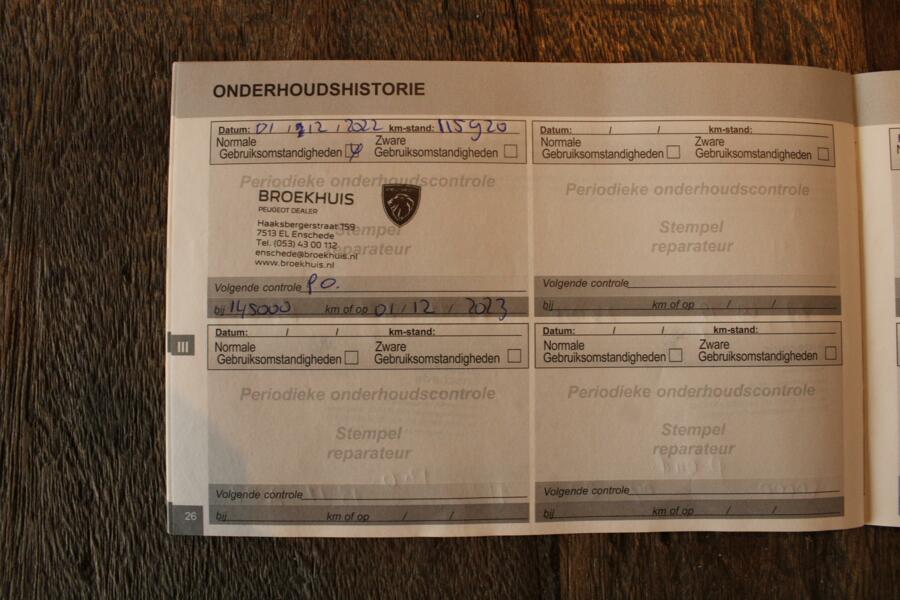 ONDERHOUDSHISTORIE
Datum: 01 / 12 / 2022 km-stand: 115920
Normale Zware
Gebruiksomstandigheden Gebruiksomstandigheden
Periodieke onderhoudscontrole
BROEKHUIS
PEUGEOT DEALER
Haaksbergerstraat 159
7513 EL Enschede
Tel. (053) 43 00 112
enschede@broekhuis.nl
www.broekhuis.nl
Stempel
reparateur
Volgende controle P.O.
bij 145000 km of op 01 / 12 / 2023
Datum: / / km-stand:
Normale Zware
Gebruiksomstandigheden Gebruiksomstandigheden
Periodieke onderhoudscontrole
Stempel
reparateur
Volgende controle
bij km of op / /
III
Datum: / / km-stand:
Normale Zware
Gebruiksomstandigheden Gebruiksomstandigheden
Periodieke onderhoudscontrole
Stempel
reparateur
Volgende controle
bij km of op / /
Datum: / / km-stand:
Normale Zware
Gebruiksomstandigheden Gebruiksomstandigheden
Periodieke onderhoudscontrole
Stempel
reparateur
Volgende controle
bij km of op / /
26